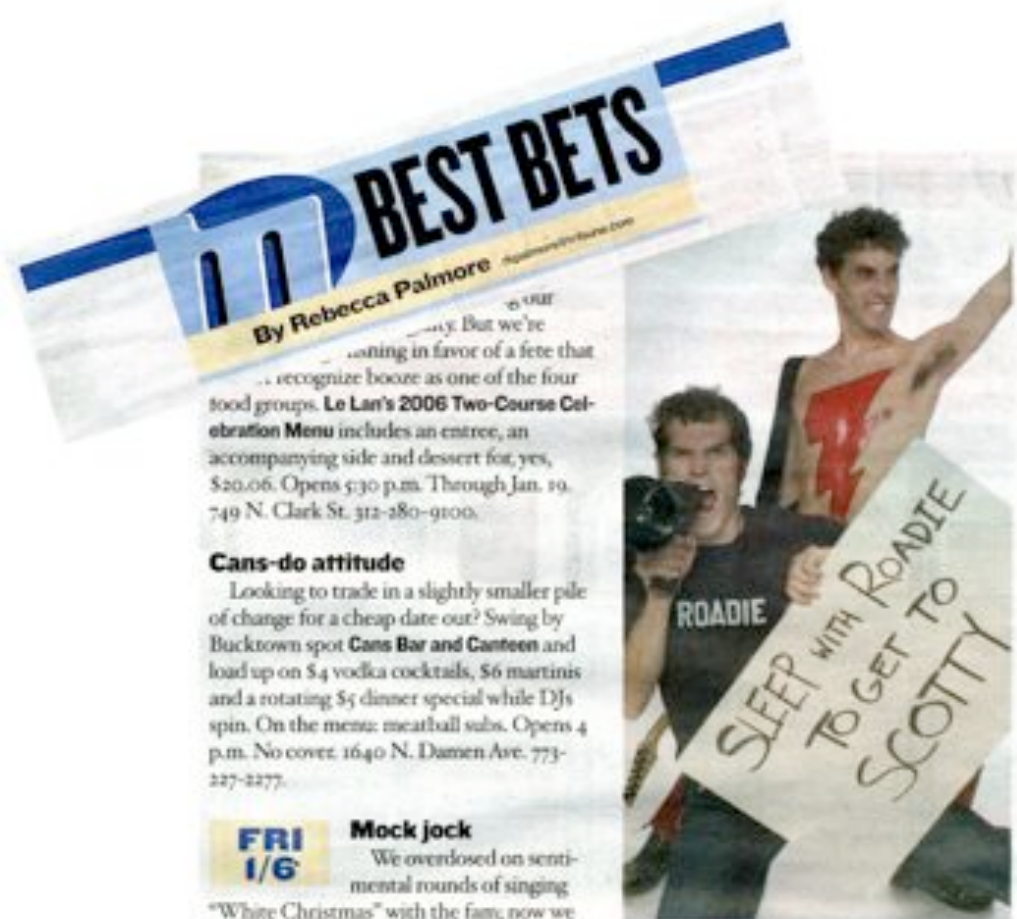 BEST BETS
By Rebecca Palmore
our
But we're
in favor of a fete that
recognize booze as one of the four
food groups. Le Lan's 2006 Two-Course Cel-
ebration Menu includes an entree, an
accompanying side and dessert for, yes,
$20.06. Opens 5:30 p.m. Through Jan. 19.
749 N. Clark St. 312-280-9100.
Cans-do attitude
Looking to trade in a slightly smaller pile
of change for a cheap date out? Swing by
Bucktown spot Cans Bar and Canteen and
load up on $4 vodka cocktails, $6 martinis
and a rotating $5 dinner special while DJs
spin. On the menu: meatball subs. Opens 4
p.m. No cover. 1640 N. Damen Ave. 773-
227-2277.
FRI
1/6
Mock jock
We overdosed on senti-
mental rounds of singing
"White Christmas" with the fam; now we
ROADIE
SLEEP WITH ROADIE
TO GET TO
SCOTTY